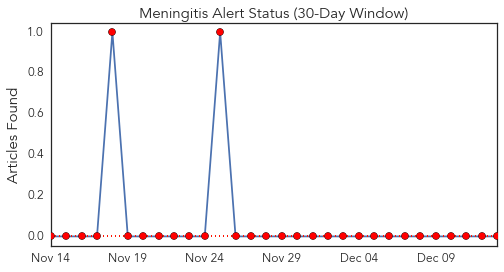 Meningitis Alert Status (30-Day Window)
Articles Found
1.0
0.8
0.6
0.4
0.2
0.0
Nov 14 Nov 19 Nov 24 Nov 29 Dec 04 Dec 09